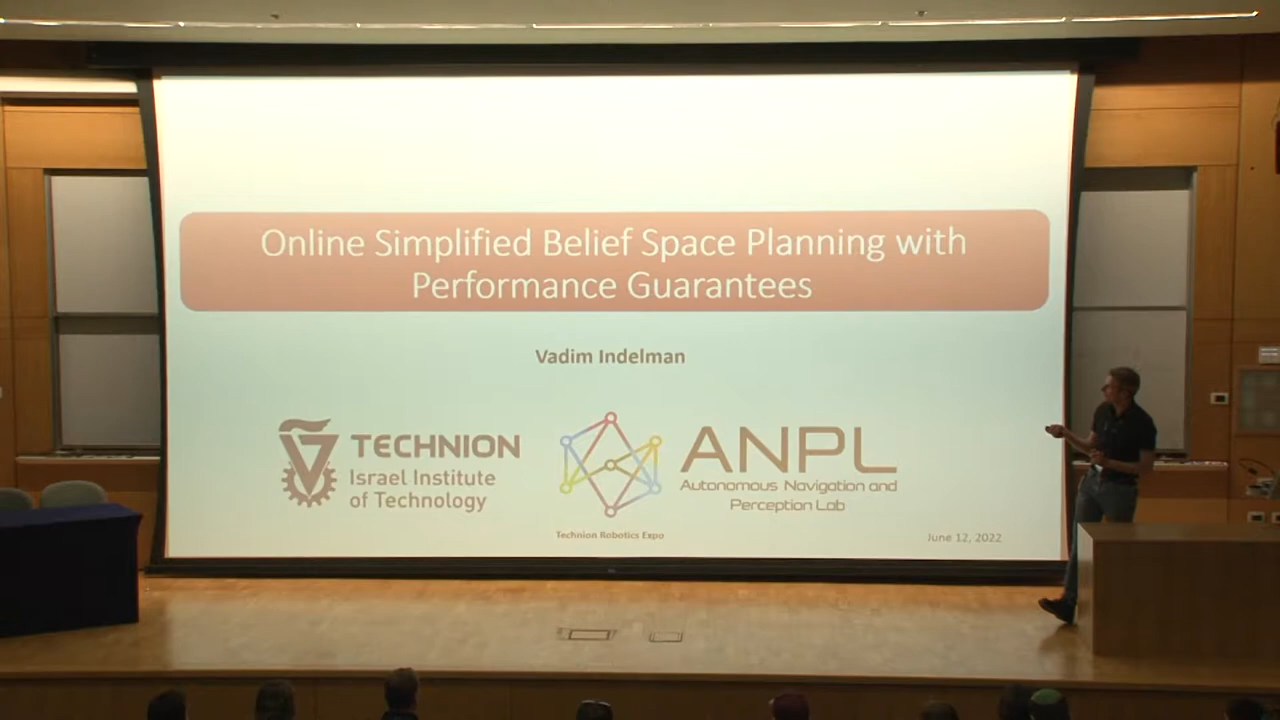 Online Simplified Belief Space Planning with
Performance Guarantees
Vadim Indelman
TECHNION
Israel Institute
of Technology
ANPL
Autonomous Navigation and
Perception Lab
Technion Robotics Expo
June 12, 2022